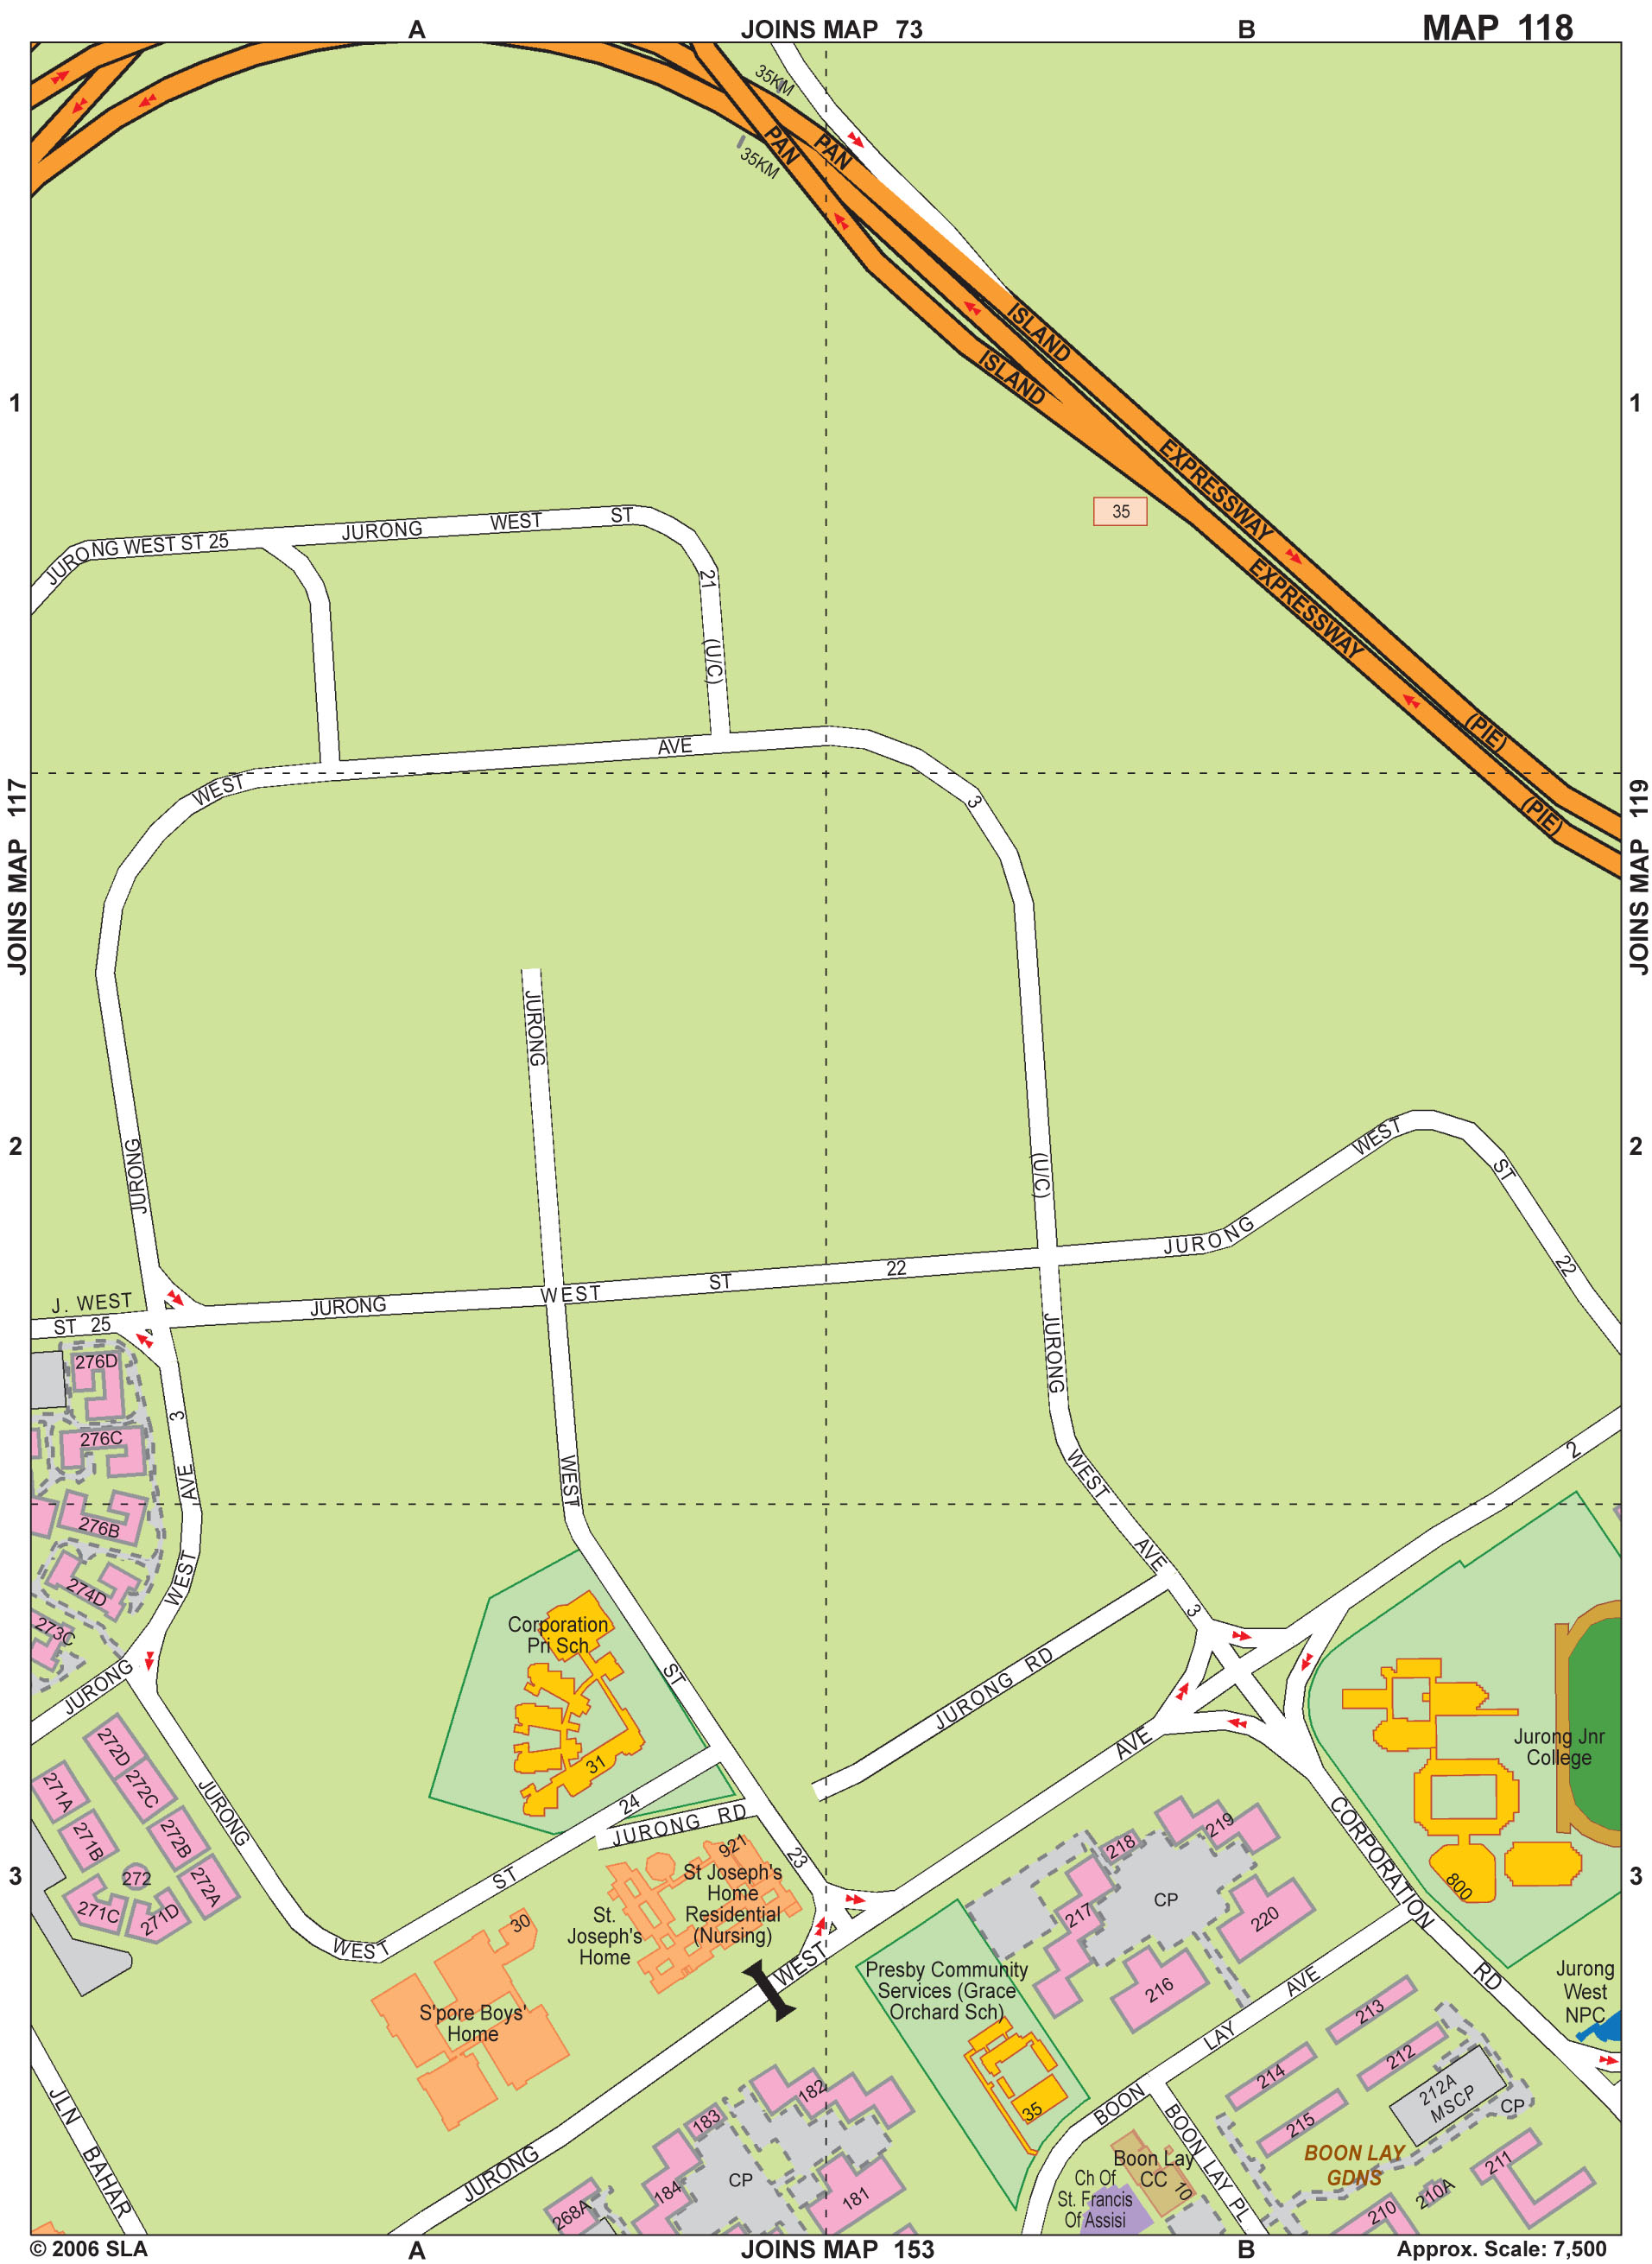 A
JOINS MAP 73
B
MAP 118
35KM
35KM
PAN
PAN
ISLAND
ISLAND
1
1
EXPRESSWAY
EXPRESSWAY
35
JURONG WEST ST 25
JURONG WEST ST
21
(U/C)
(PIE)
(PIE)
WEST
AVE
3
JOINS MAP 117
JOINS MAP 119
JURONG
2
2
JURONG
(U/C)
WEST
ST
22
JURONG
J. WEST
ST 25
JURONG
WEST
ST
22
JURONG
276D
3
276C
AVE
WEST
WEST
2
276B
274D
WEST
AVE
273C
3
Corporation
Pri Sch
ST
JURONG RD
JURONG
31
AVE
Jurong Jnr
College
272D
272C
271A
271B
272B
272
272A
271C
271D
JURONG
24
JURONG RD
23
921
St Joseph's
Home
Residential
(Nursing)
St.
Joseph's
Home
218
219
CP
217
220
216
CORPORATION
800
3
3
ST
WEST
30
S'pore Boys'
Home
WEST
Presby Community
Services (Grace
Orchard Sch)
35
RD
Jurong
West
NPC
AVE
LAY
BOON
213
212
214
215
212A
MSCP
CP
JLN BAHAR
JURONG
182
183
184
CP
181
268A
BOON LAY PL
Boon Lay
CC
10
Ch Of
St. Francis
Of Assisi
BOON LAY
GDNS
211
210A
210
© 2006 SLA
A
JOINS MAP 153
B
Approx. Scale: 7,500